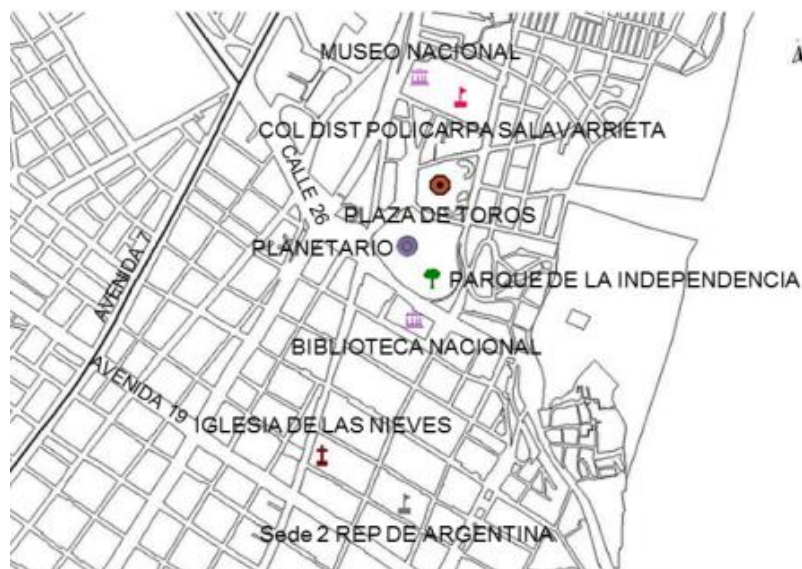 MUSEO NACIONAL
COL DIST POLICARPA SALAVARRIETA
CALLE 26
PLAZA DE TOROS
PLANETARIO
AVENIDA 7
PARQUE DE LA INDEPENDENCIA
BIBLIOTECA NACIONAL
AVENIDA 19
IGLESIA DE LAS NIEVES
Sede 2 REP DE ARGENTINA